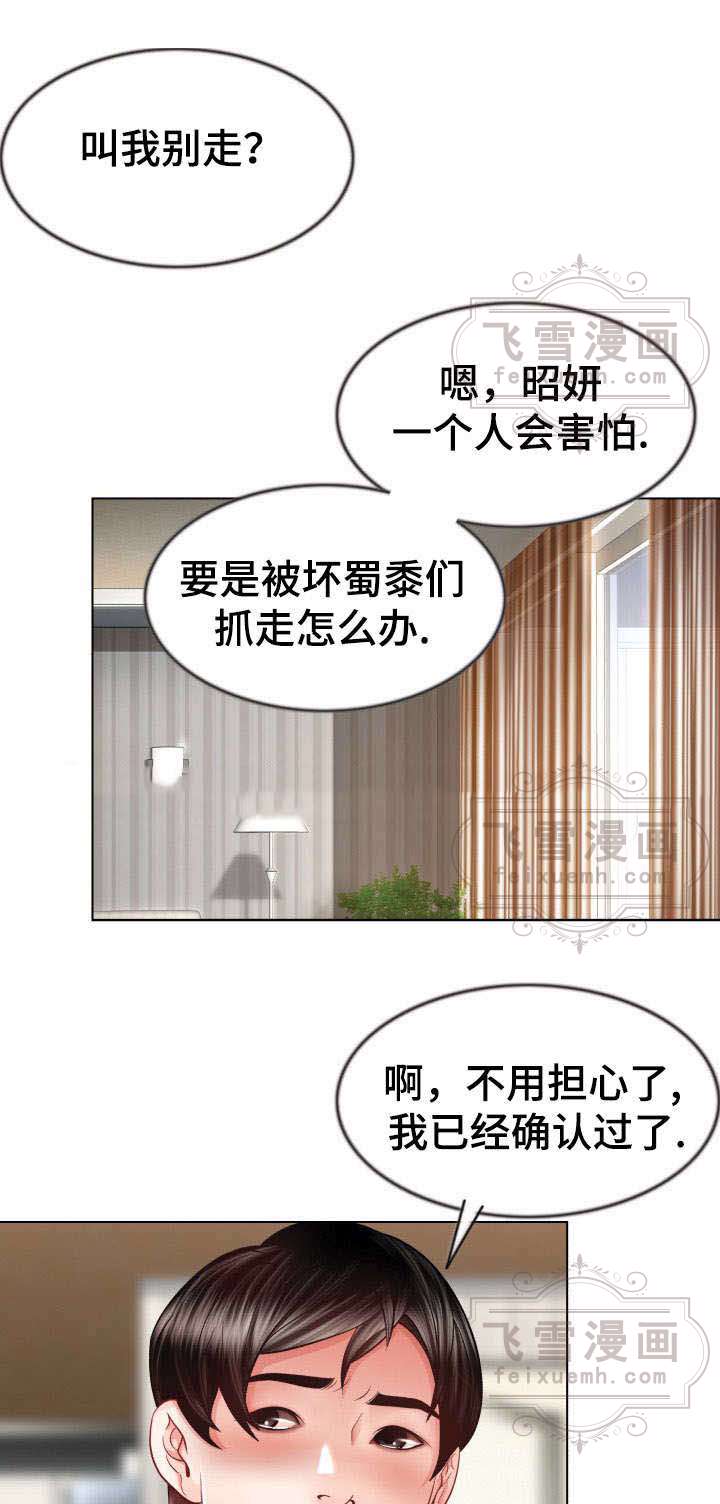 叫我别走?
飞雪漫画
feixuemh.com
嗯，昭妍
一个人会害怕.
要是被坏蜀黍们
抓走怎么办.
飞雪漫画
feixuemh.com
啊，不用担心了,
我已经确认过了.
飞雪漫画
feixuemh.com